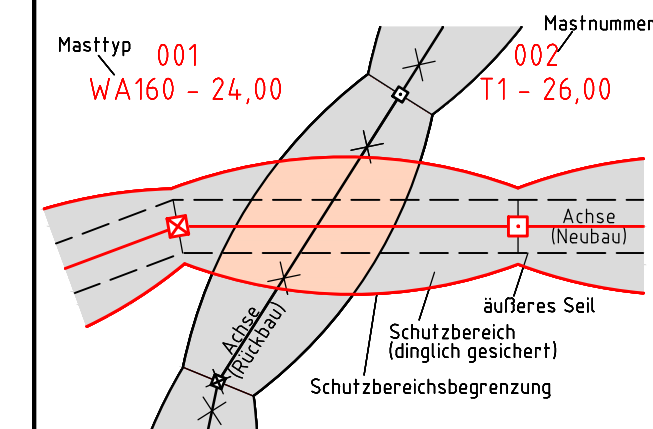 Mastnummer
Masttyp
001
002
WA160 - 24,00
T1 - 26,00
Achse
(Neubau)
äußeres Seil
Achse
(Rückbau)
Schutzbereich
(dinglich gesichert)
Schutzbereichsbegrenzung